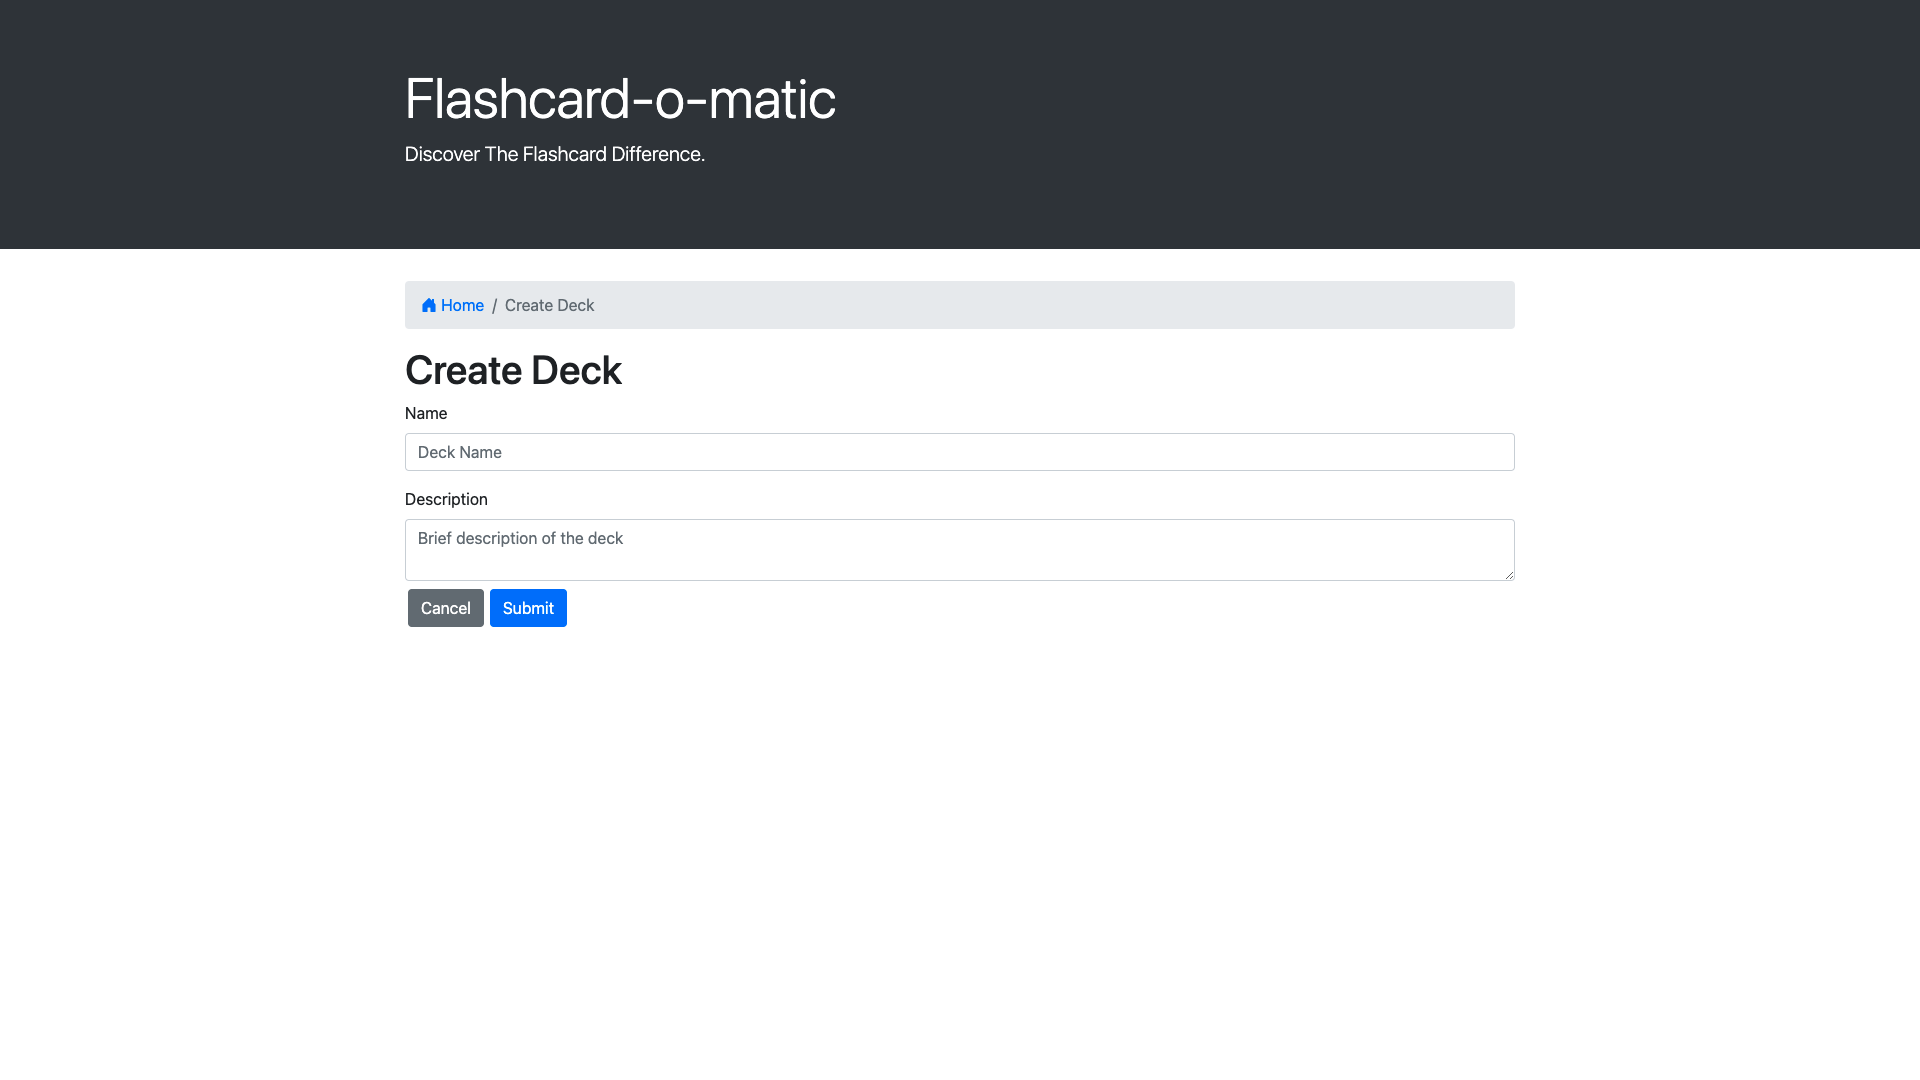 Flashcard-o-matic
Discover The Flashcard Difference.
Home / Create Deck
Create Deck
Name
Deck Name
Description
Brief description of the deck
Cancel Submit